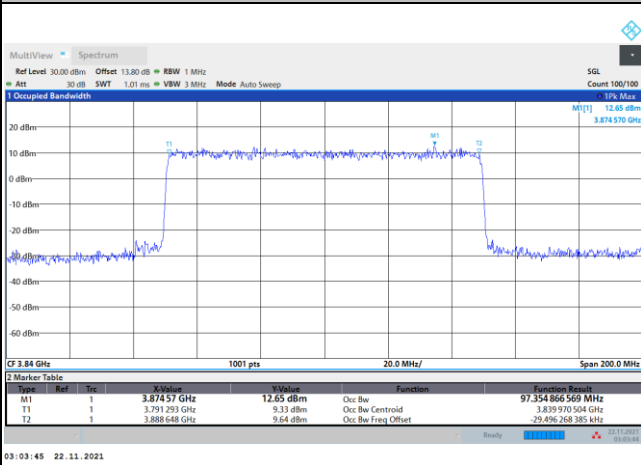 MultiView Spectrum
Ref Level 30.00 dBm Offset 13.80 dB RBW 1 MHz SGL
Att 30 dB SWT 1.01 ms VBW 3 MHz Mode Auto Sweep Count 100/100
1 Occupied Bandwidth 1Pk Max
M1[1] 12.65 dBm
3.874 570 GHz
20 dBm
T1 M1 T2
10 dBm
0 dBm
-10 dBm
-20 dBm
-30 dBm
-40 dBm
-50 dBm
-60 dBm
CF 3.84 GHz 1001 pts 20.0 MHz/ Span 200.0 MHz
2 Marker Table
Type Ref Trc X-Value Y-Value Function Function Result
M1 1 3.874 57 GHz 12.65 dBm Occ Bw 97.354 866 569 MHz
T1 1 3.791 293 GHz 9.33 dBm Occ Bw Centroid 3.839 970 504 GHz
T2 1 3.888 648 GHz 9.64 dBm Occ Bw Freq Offset -29.496 268 385 kHz
Ready 22.11.2021
03:03:44
03:03:45 22.11.2021